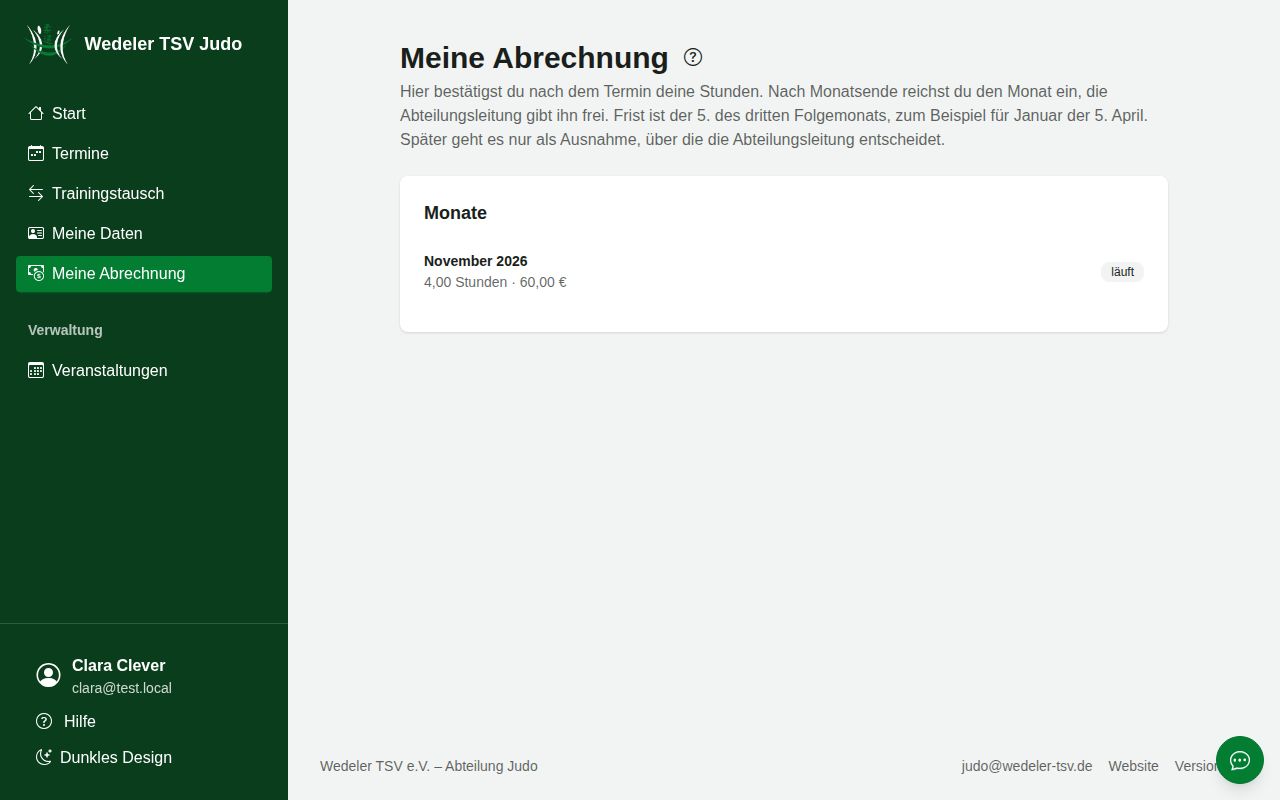 Wedeler TSV Judo
Start
Termine
Trainingstausch
Meine Daten
Meine Abrechnung
Verwaltung
Veranstaltungen
Clara Clever
clara@test.local
Hilfe
Dunkles Design
Meine Abrechnung
Hier bestätigst du nach dem Termin deine Stunden. Nach Monatsende reichst du den Monat ein, die
Abteilungsleitung gibt ihn frei. Frist ist der 5. des dritten Folgemonats, zum Beispiel für Januar der 5. April.
Später geht es nur als Ausnahme, über die die Abteilungsleitung entscheidet.
Monate
November 2026
4,00 Stunden · 60,00 €
läuft
Wedeler TSV e.V. – Abteilung Judo
judo@wedeler-tsv.de Website